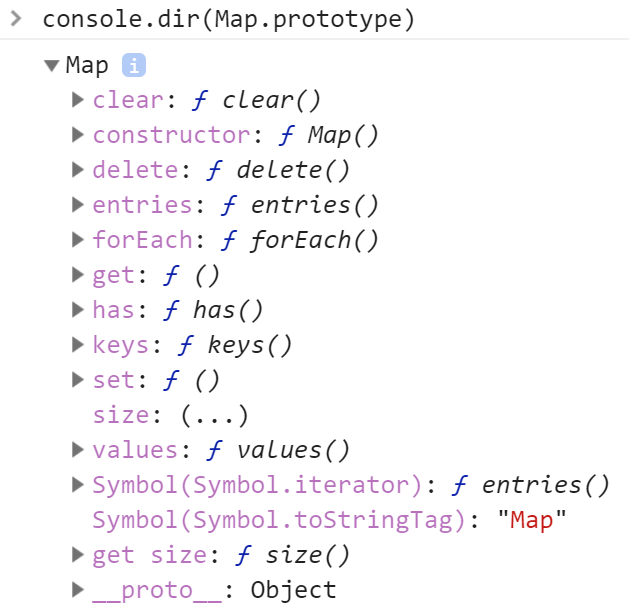 > console.dir(Map.prototype)
▼Map i
▶clear: ƒ clear()
▶constructor: ƒ Map()
▶delete: ƒ delete()
▶entries: ƒ entries()
▶forEach: ƒ forEach()
▶get: ƒ ()
▶has: ƒ has()
▶keys: ƒ keys()
▶set: ƒ ()
size: (...)
▶values: ƒ values()
▶Symbol(Symbol.iterator): ƒ entries()
Symbol(Symbol.toStringTag): "Map"
▶get size: ƒ size()
▶__proto__: Object